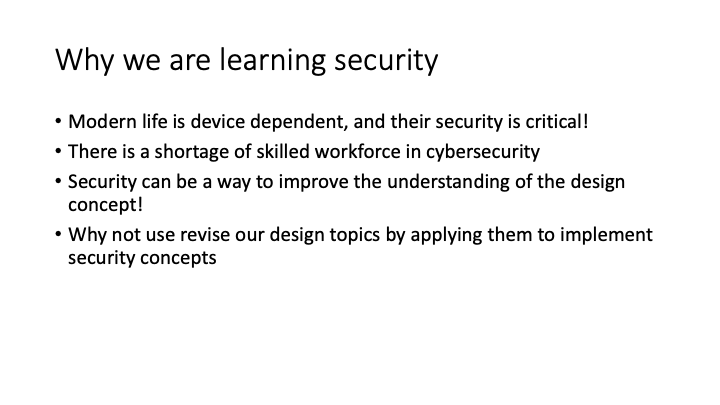 Why we are learning security
• Modern life is device dependent, and their security is critical!
• There is a shortage of skilled workforce in cybersecurity
• Security can be a way to improve the understanding of the design
concept!
• Why not use revise our design topics by applying them to implement
security concepts